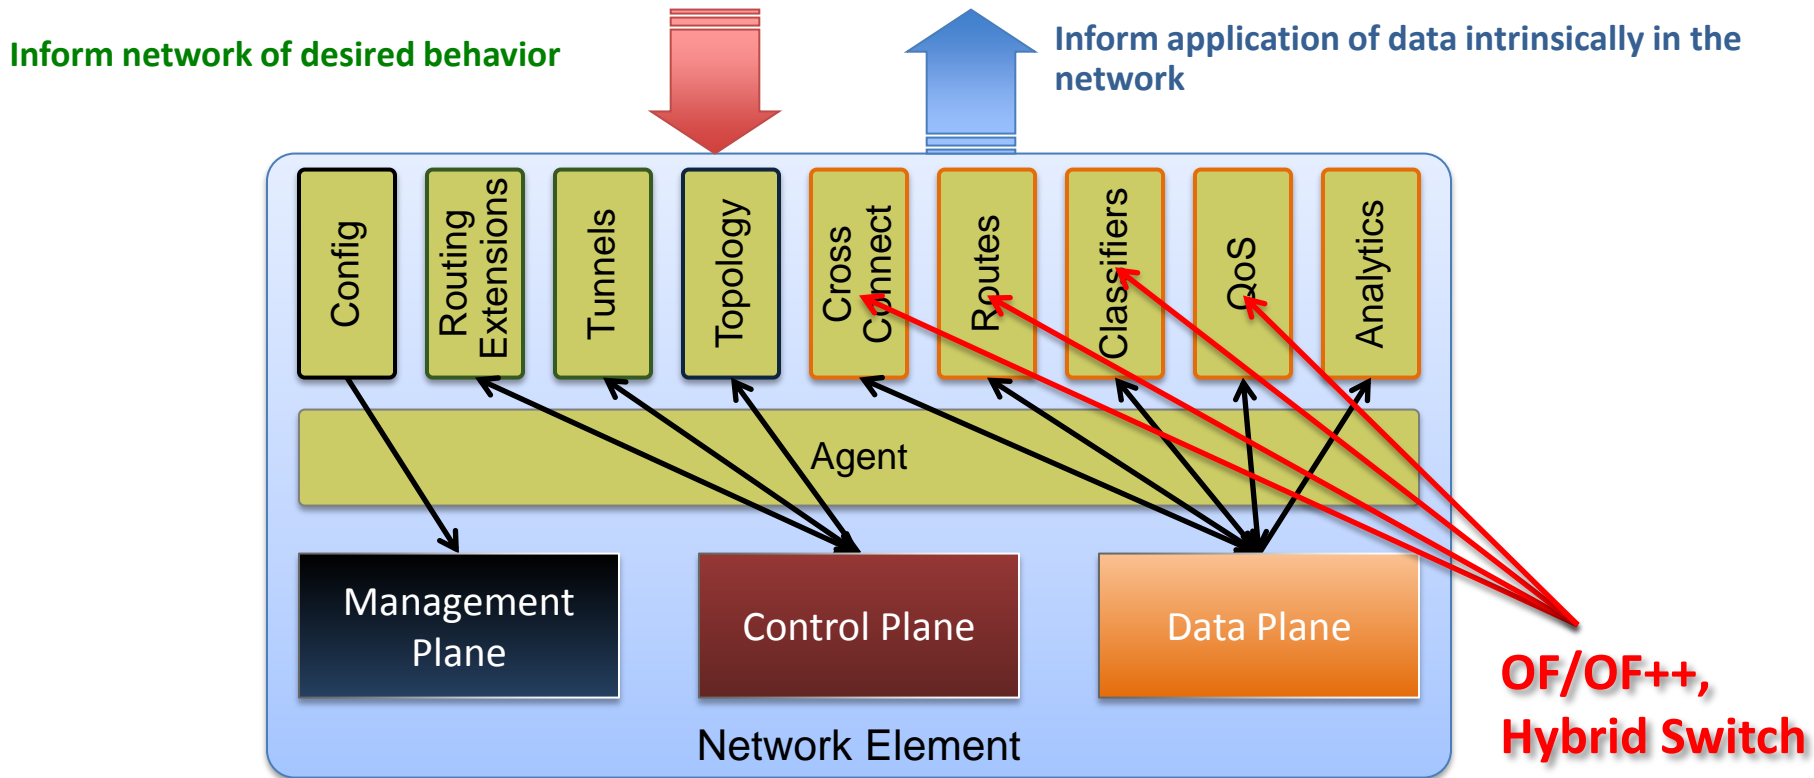 Inform network of desired behavior
Inform application of data intrinsically in the
network
Config
Routing
Extensions
Tunnels
Topology
Cross
Connect
Routes
Classifiers
QoS
Analytics
Agent
Management
Plane
Control Plane
Data Plane
Network Element
OF/OF++,
Hybrid Switch